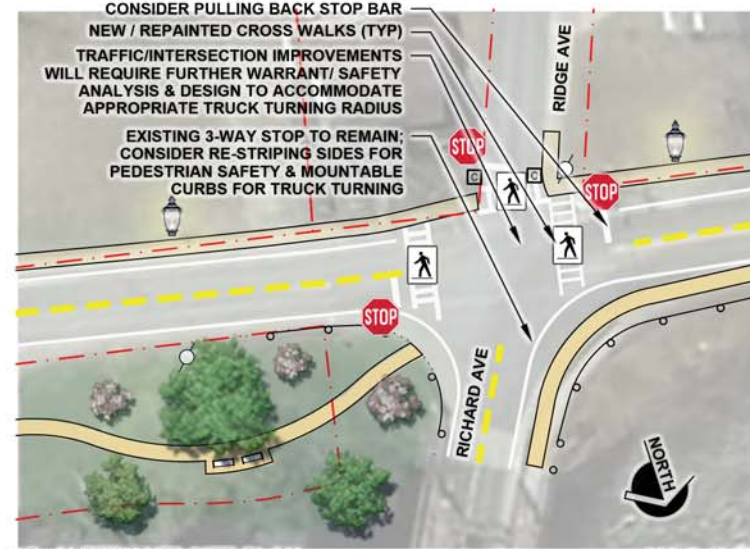 CONSIDER PULLING BACK STOP BAR
NEW / REPAINTED CROSS WALKS (TYP)
TRAFFIC/INTERSECTION IMPROVEMENTS
WILL REQUIRE FURTHER WARRANT/ SAFETY
ANALYSIS & DESIGN TO ACCOMMODATE
APPROPRIATE TRUCK TURNING RADIUS
EXISTING 3-WAY STOP TO REMAIN;
CONSIDER RE-STRIPING SIDES FOR
PEDESTRIAN SAFETY & MOUNTABLE
CURBS FOR TRUCK TURNING
RIDGE AVE
STOP
C
C
STOP
STOP
RICHARD AVE
NORTH